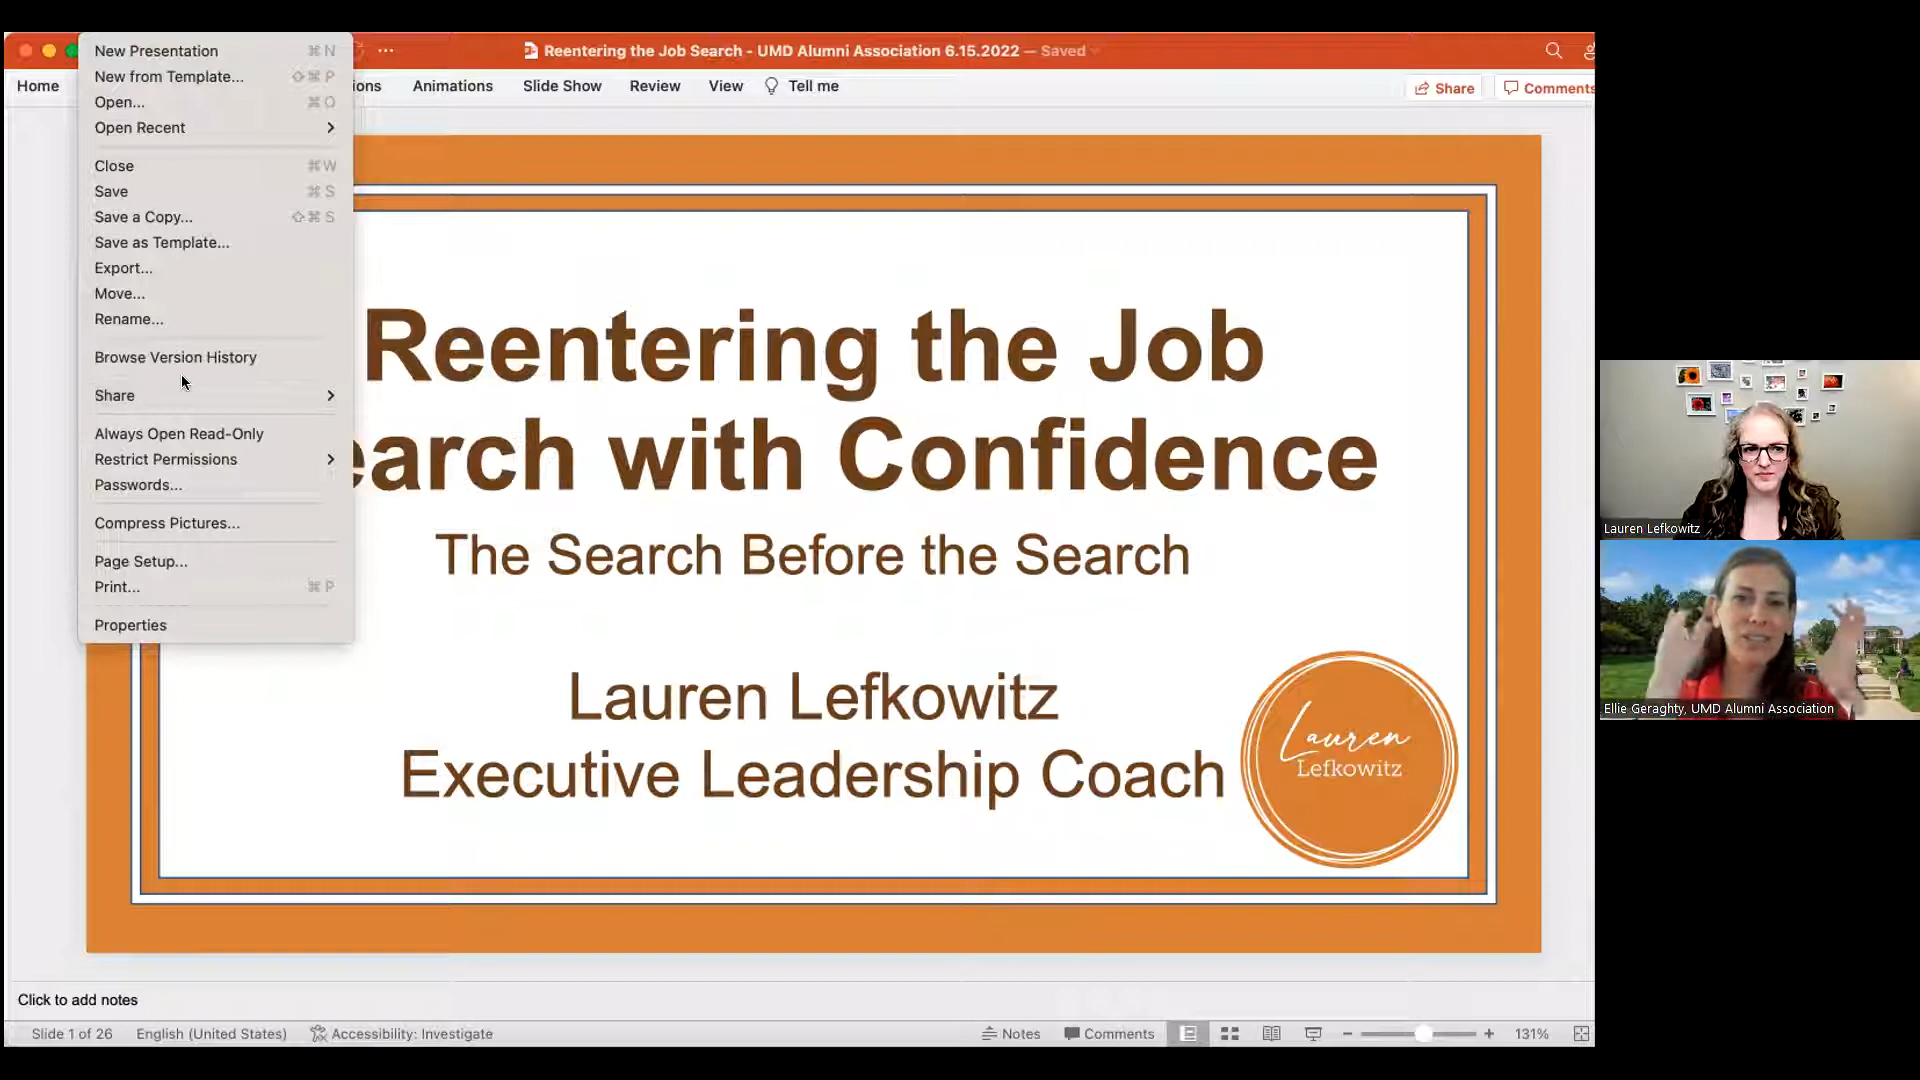 Reentering the Job Search - UMD Alumni Association 6.15.2022 — Saved
Home
ions
Animations
Slide Show
Review
View
Tell me
Share
Comments
New Presentation ⌘ N
New from Template... ⇧ ⌘ P
Open... ⌘ O
Open Recent
Close ⌘ W
Save ⌘ S
Save a Copy... ⇧ ⌘ S
Save as Template...
Export...
Move...
Rename...
Browse Version History
Share
Always Open Read-Only
Restrict Permissions
Passwords...
Compress Pictures...
Page Setup...
Print... ⌘ P
Properties
Reentering the Job
earch with Confidence
The Search Before the Search
Lauren Lefkowitz
Executive Leadership Coach
Lauren
Lefkowitz
Lauren Lefkowitz
Ellie Geraghty, UMD Alumni Association
Click to add notes
Slide 1 of 26
English (United States)
Accessibility: Investigate
Notes
Comments
131%